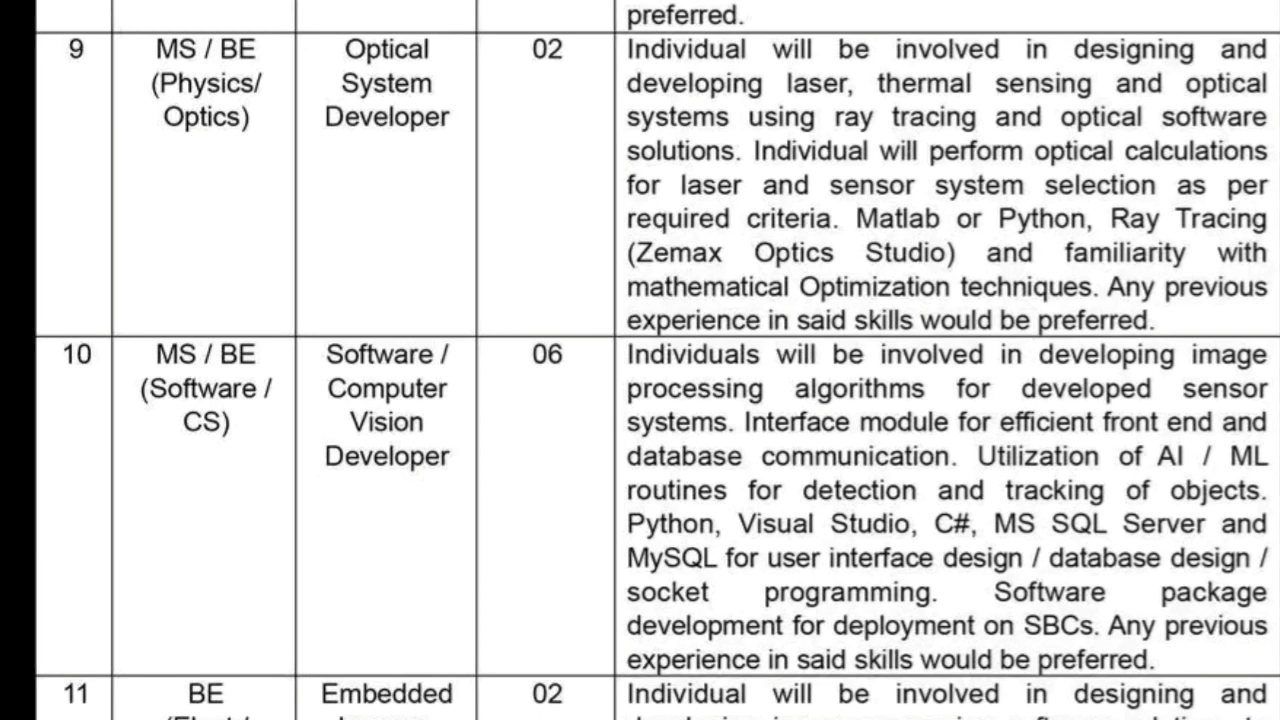 preferred.
9
MS / BE
(Physics/
Optics)
Optical
System
Developer
02
Individual will be involved in designing and
developing laser, thermal sensing and optical
systems using ray tracing and optical software
solutions. Individual will perform optical calculations
for laser and sensor system selection as per
required criteria. Matlab or Python, Ray Tracing
(Zemax Optics Studio) and familiarity with
mathematical Optimization techniques. Any previous
experience in said skills would be preferred.
10
MS / BE
(Software /
CS)
Software /
Computer
Vision
Developer
06
Individuals will be involved in developing image
processing algorithms for developed sensor
systems. Interface module for efficient front end and
database communication. Utilization of AI / ML
routines for detection and tracking of objects.
Python, Visual Studio, C#, MS SQL Server and
MySQL for user interface design / database design /
socket programming. Software package
development for deployment on SBCs. Any previous
experience in said skills would be preferred.
11
BE
Embedded
02
Individual will be involved in designing and